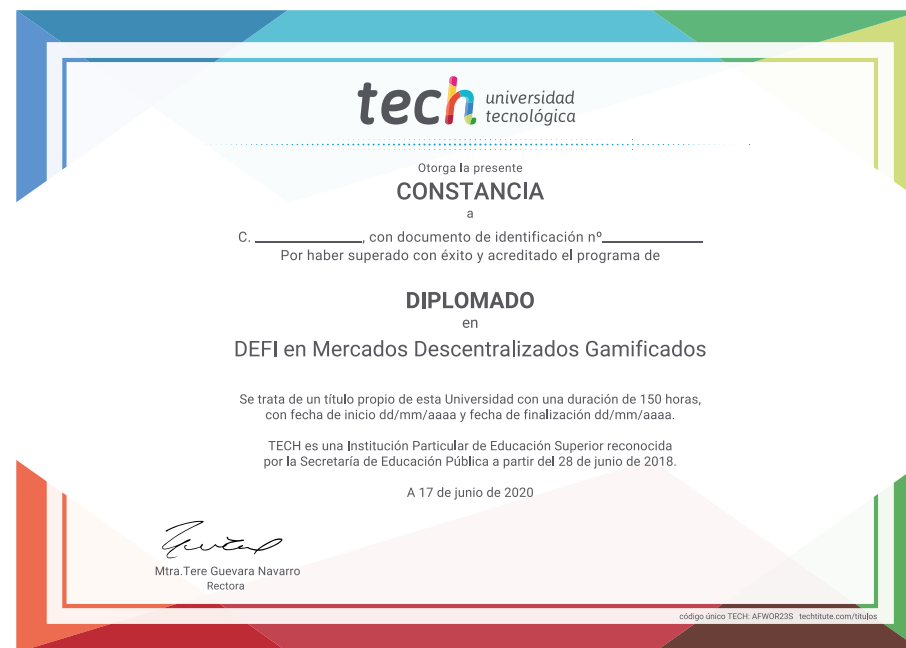 tech universidad
tecnológica
Otorga la presente
CONSTANCIA
a
C. ____________, con documento de identificación nº____________
Por haber superado con éxito y acreditado el programa de
DIPLOMADO
en
DEFI en Mercados Descentralizados Gamificados
Se trata de un título propio de esta Universidad con una duración de 150 horas,
con fecha de inicio dd/mm/aaaa y fecha de finalización dd/mm/aaaa.
TECH es una Institución Particular de Educación Superior reconocida
por la Secretaría de Educación Pública a partir del 28 de junio de 2018.
A 17 de junio de 2020
Mtra.Tere Guevara Navarro
Rectora
código único TECH: AFWOR23S techtitute.com/titulos